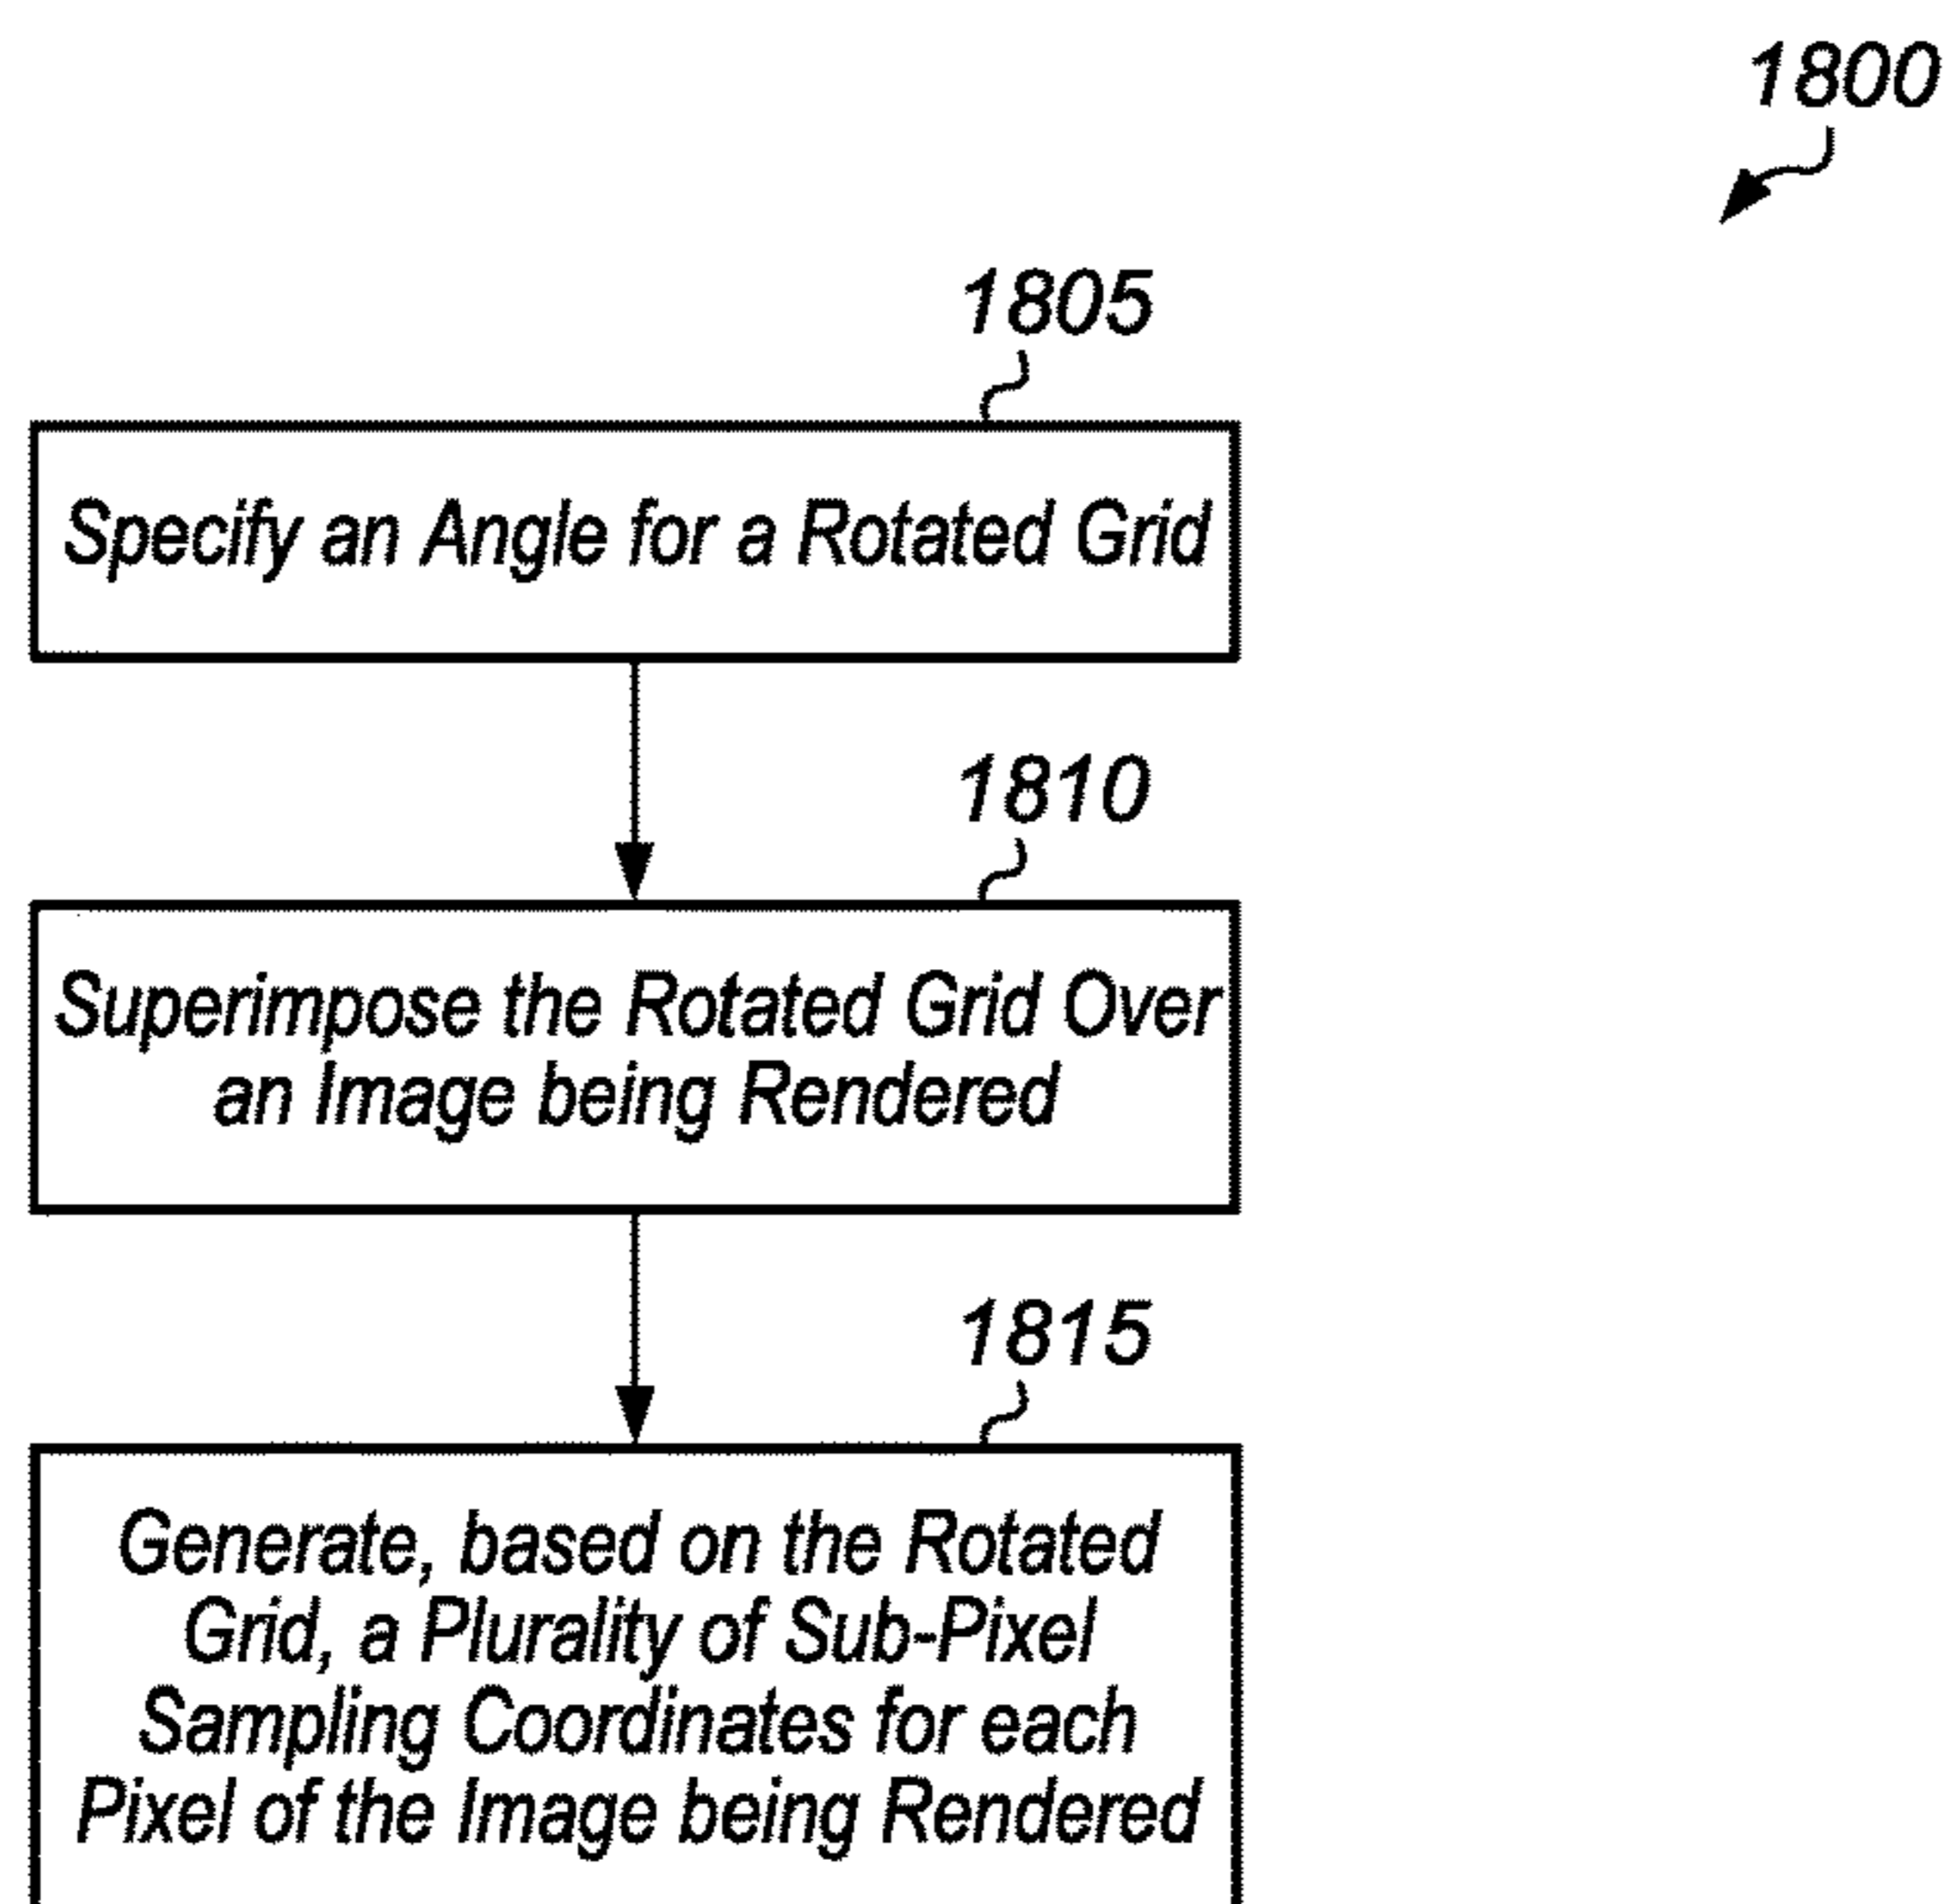 1800
1805
Specify an Angle for a Rotated Grid
1810
Superimpose the Rotated Grid Over
an Image being Rendered
1815
Generate, based on the Rotated
Grid, a Plurality of Sub-Pixel
Sampling Coordinates for each
Pixel of the Image being Rendered